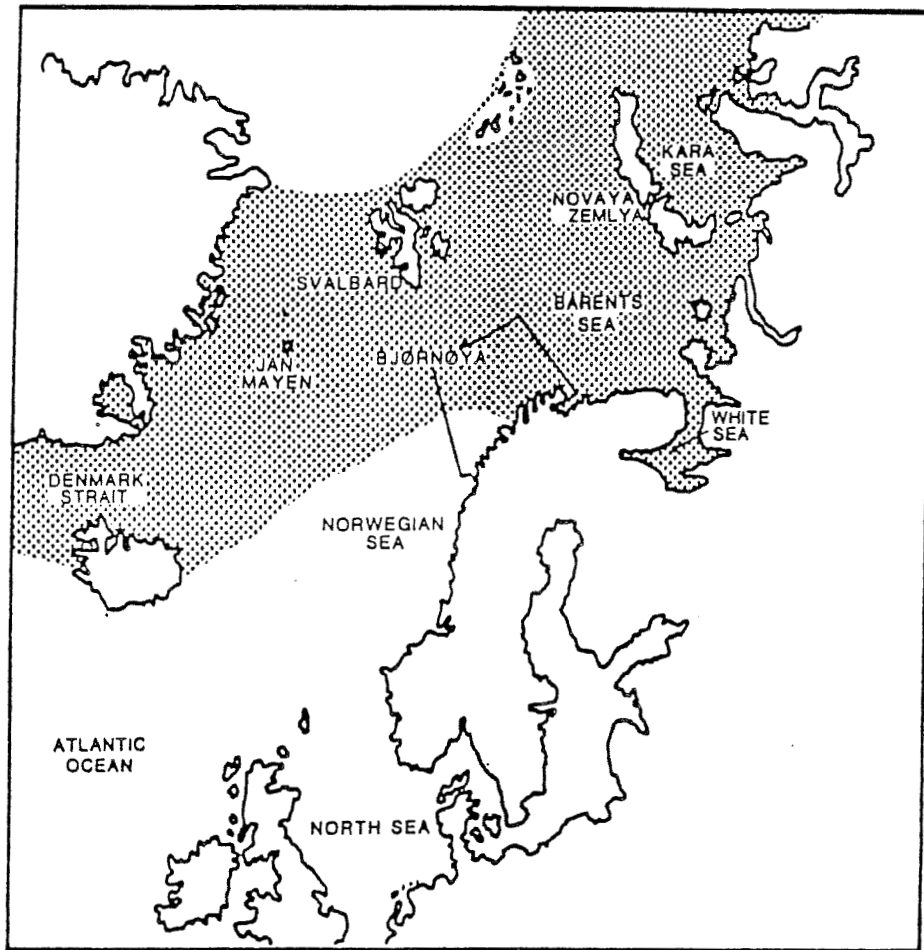 KARA
SEA
NOVAYA
ZEMLYA
SVALBARD
BARENTS
SEA
BJØRNØYA
JAN
MAYEN
WHITE
SEA
DENMARK
STRAIT
NORWEGIAN
SEA
ATLANTIC
OCEAN
NORTH SEA